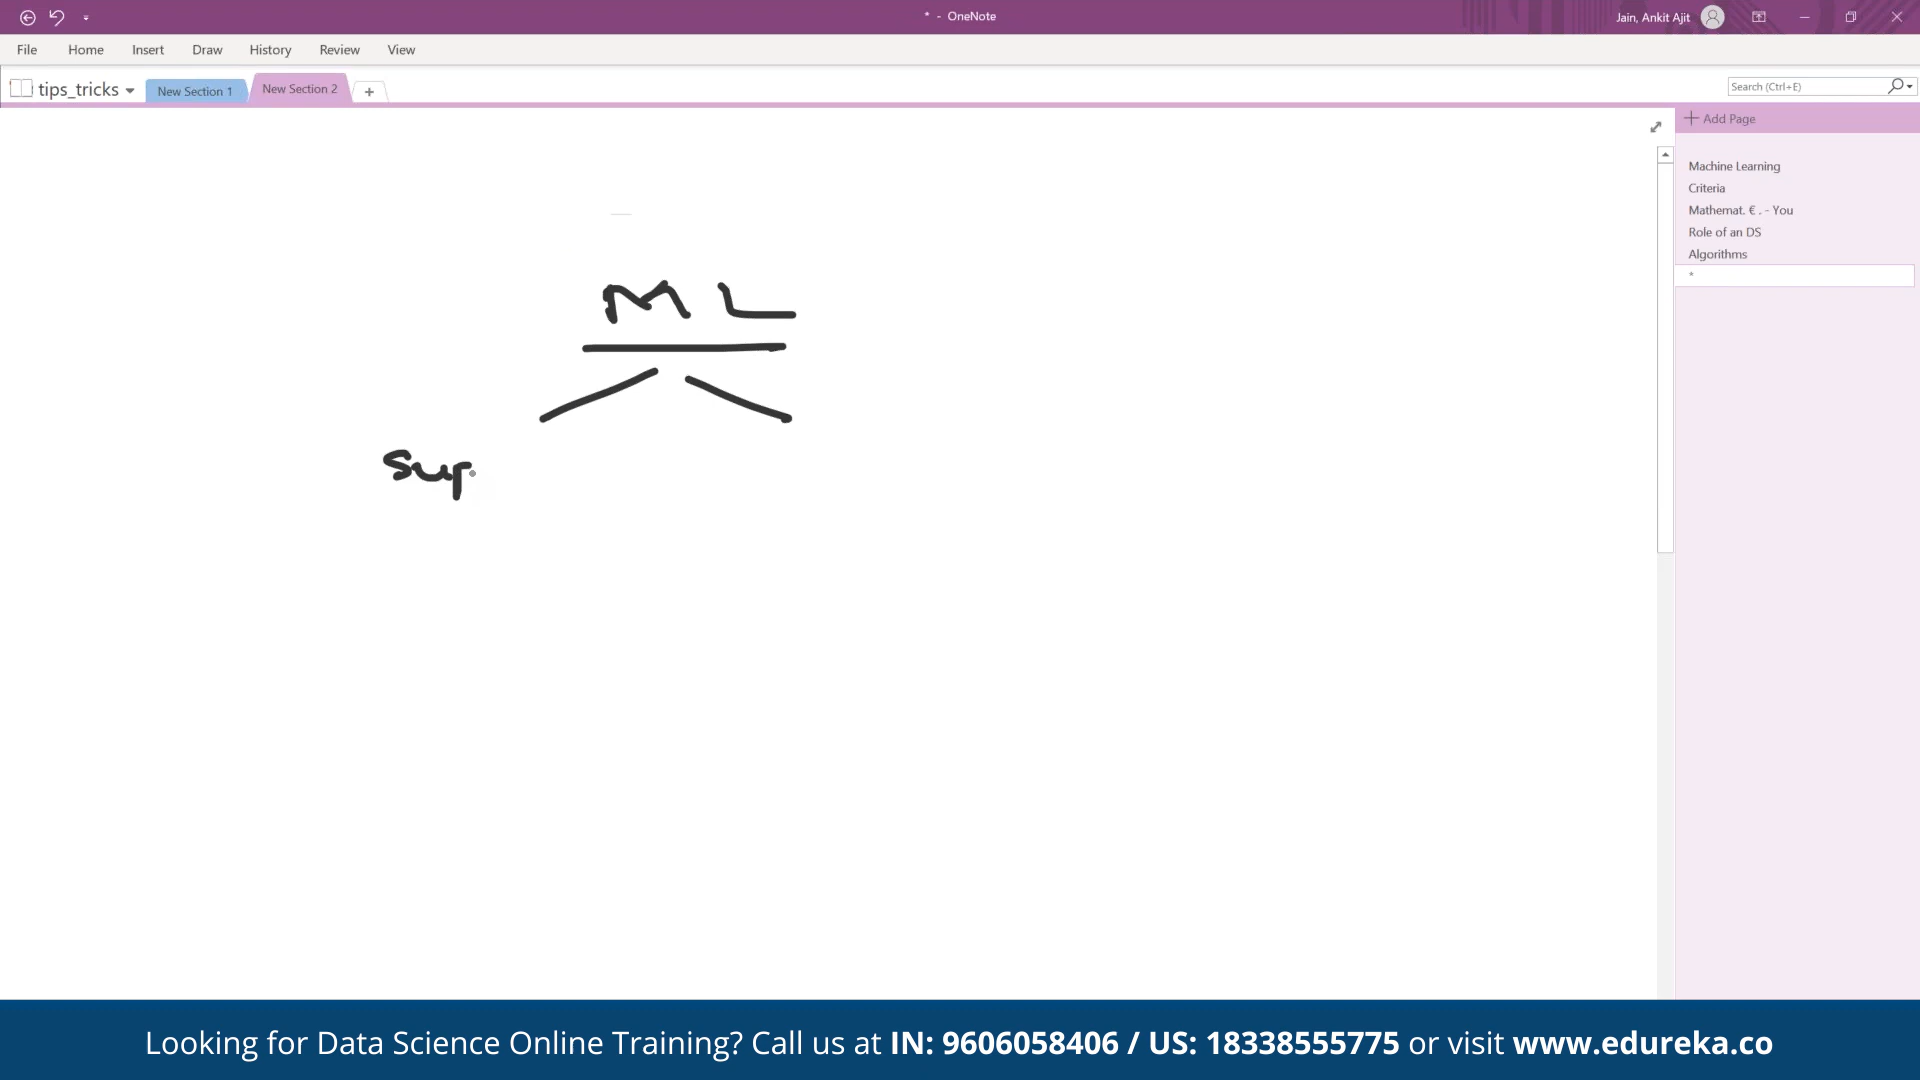 * - OneNote
Jain, Ankit Ajit
File Home Insert Draw History Review View
tips_tricks New Section 1 New Section 2 +
Search (Ctrl+E)
Add Page
Machine Learning
Criteria
Mathemat. € . - You
Role of an DS
Algorithms
*
ML
Sup
Looking for Data Science Online Training? Call us at IN: 9606058406 / US: 18338555775 or visit www.edureka.co